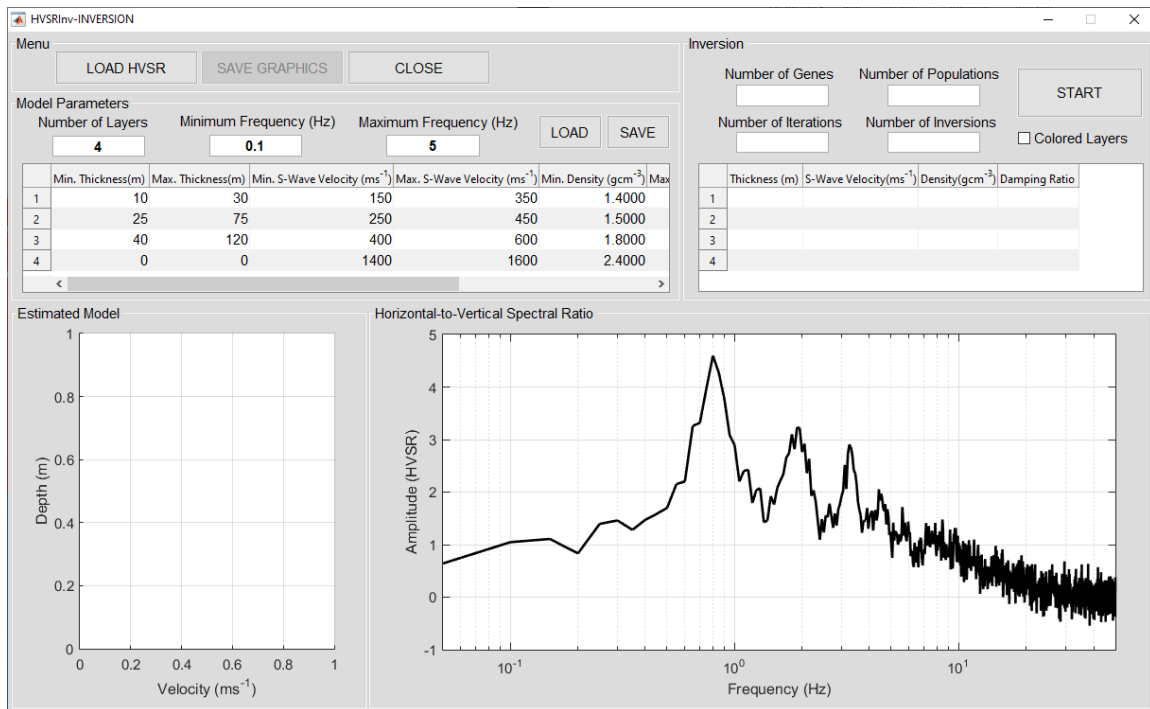 HVSRInv-INVERSION
Menu
LOAD HVSR SAVE GRAPHICS CLOSE
Model Parameters
Number of Layers Minimum Frequency (Hz) Maximum Frequency (Hz)
4 0.1 5 LOAD SAVE
Min. Thickness(m) Max. Thickness(m) Min. S-Wave Velocity (ms⁻¹) Max. S-Wave Velocity (ms⁻¹) Min. Density (gcm⁻³) Max
1 10 30 150 350 1.4000
2 25 75 250 450 1.5000
3 40 120 400 600 1.8000
4 0 0 1400 1600 2.4000
Inversion
Number of Genes Number of Populations
START
Number of Iterations Number of Inversions
Colored Layers
Thickness (m) S-Wave Velocity(ms⁻¹) Density(gcm⁻³) Damping Ratio
1
2
3
4
Estimated Model
1
0.8
0.6
0.4
0.2
0
0 0.2 0.4 0.6 0.8 1
Depth (m)
Velocity (ms⁻¹)
Horizontal-to-Vertical Spectral Ratio
5
4
3
2
1
0
-1
10⁻¹ 10⁰ 10¹
Amplitude (HVSR)
Frequency (Hz)